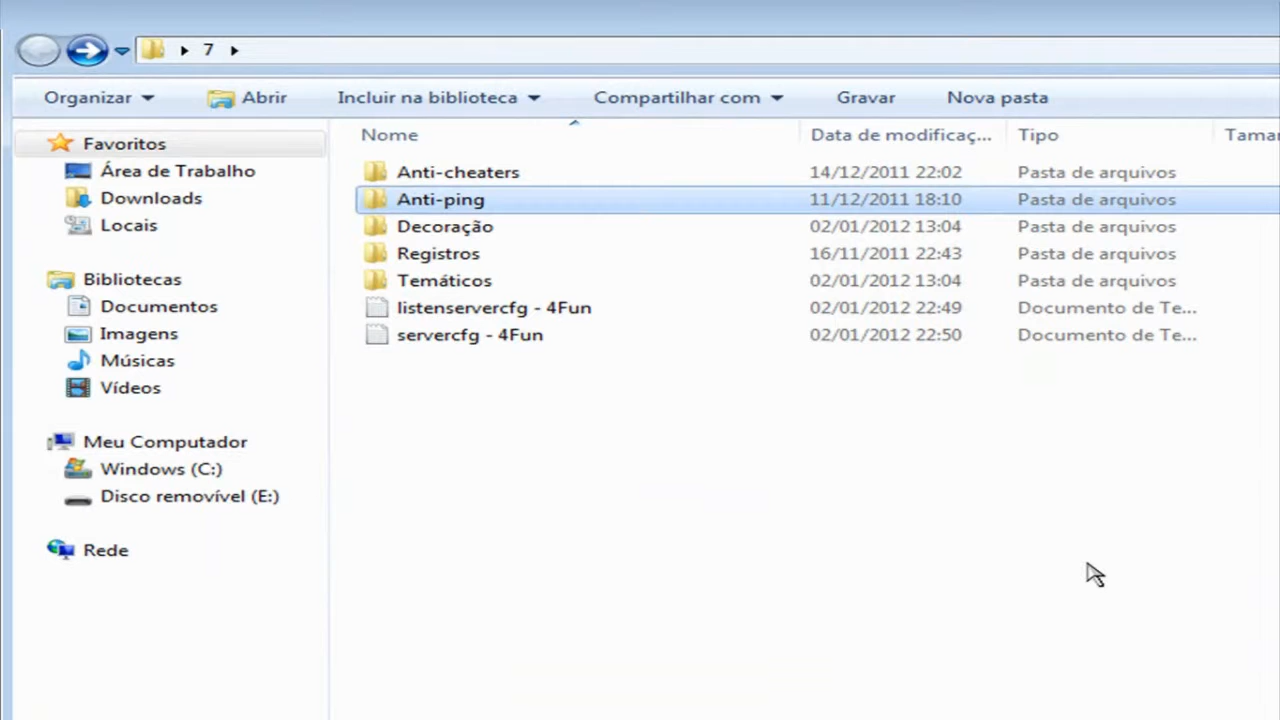 7
Organizar Abrir Incluir na biblioteca Compartilhar com Gravar Nova pasta
Favoritos
Área de Trabalho
Downloads
Locais
Bibliotecas
Documentos
Imagens
Músicas
Vídeos
Meu Computador
Windows (C:)
Disco removível (E:)
Rede
Nome Data de modificaç... Tipo Tamar
Anti-cheaters 14/12/2011 22:02 Pasta de arquivos
Anti-ping 11/12/2011 18:10 Pasta de arquivos
Decoração 02/01/2012 13:04 Pasta de arquivos
Registros 16/11/2011 22:43 Pasta de arquivos
Temáticos 02/01/2012 13:04 Pasta de arquivos
listenservercfg - 4Fun 02/01/2012 22:49 Documento de Te...
servercfg - 4Fun 02/01/2012 22:50 Documento de Te...